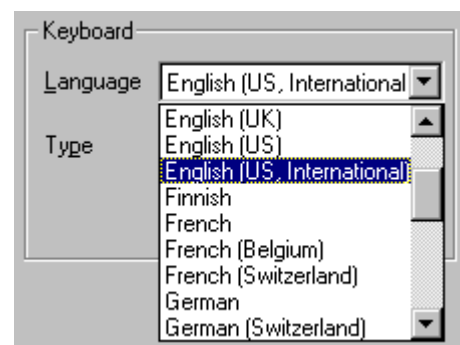 Keyboard
Language English (US, International
English (UK)
Type English (US)
English (US, International)
Finnish
French
French (Belgium)
French (Switzerland)
German
German (Switzerland)